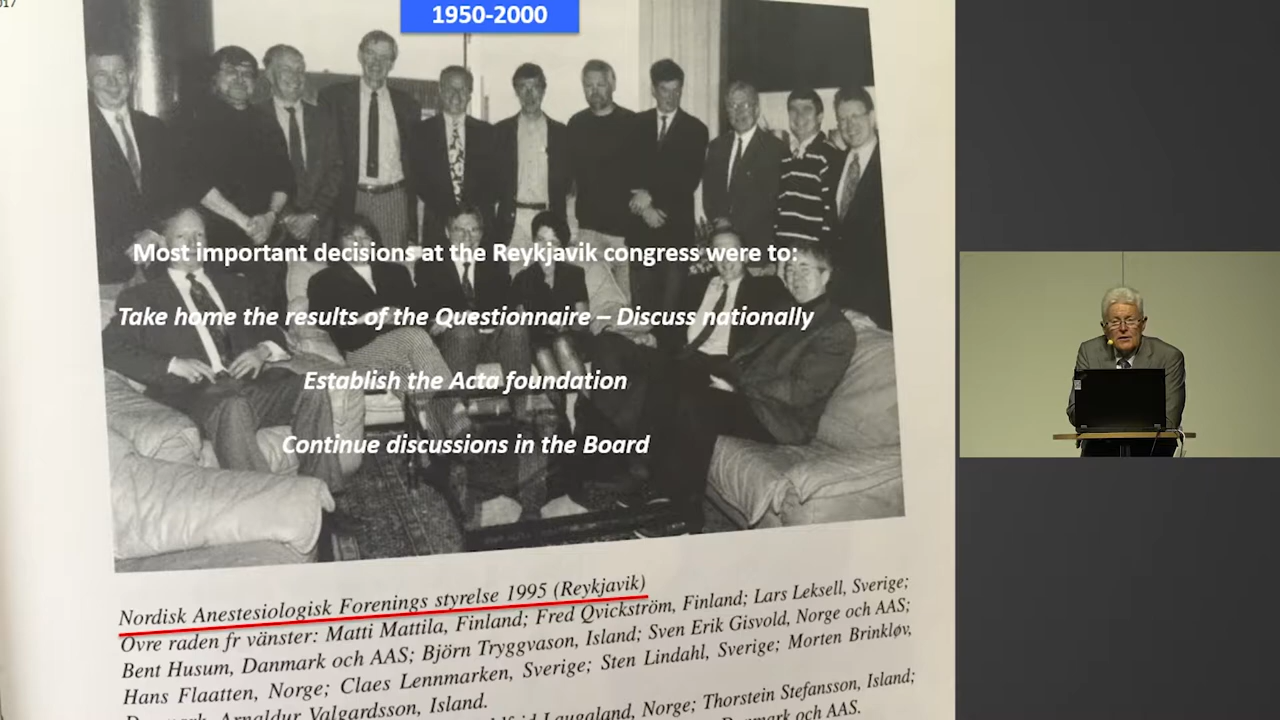 017
1950-2000
Most important decisions at the Reykjavik congress were to:
Take home the results of the Questionnaire – Discuss nationally
Establish the Acta foundation
Continue discussions in the Board
Nordisk Anestesiologisk Forenings styrelse 1995 (Reykjavik)
Övre raden fr vänster: Matti Mattila, Finland; Fred Qvickström, Finland; Lars Leksell, Sverige;
Bent Husum, Danmark och AAS; Björn Tryggvason, Island; Sven Erik Gisvold, Norge och AAS;
Hans Flaatten, Norge; Claes Lennmarken, Sverige; Sten Lindahl, Sverige; Morten Brinkløv,
Arnaldur Valgardsson, Island.
Laugaland, Norge; Thorstein Stefansson, Island;
och AAS.